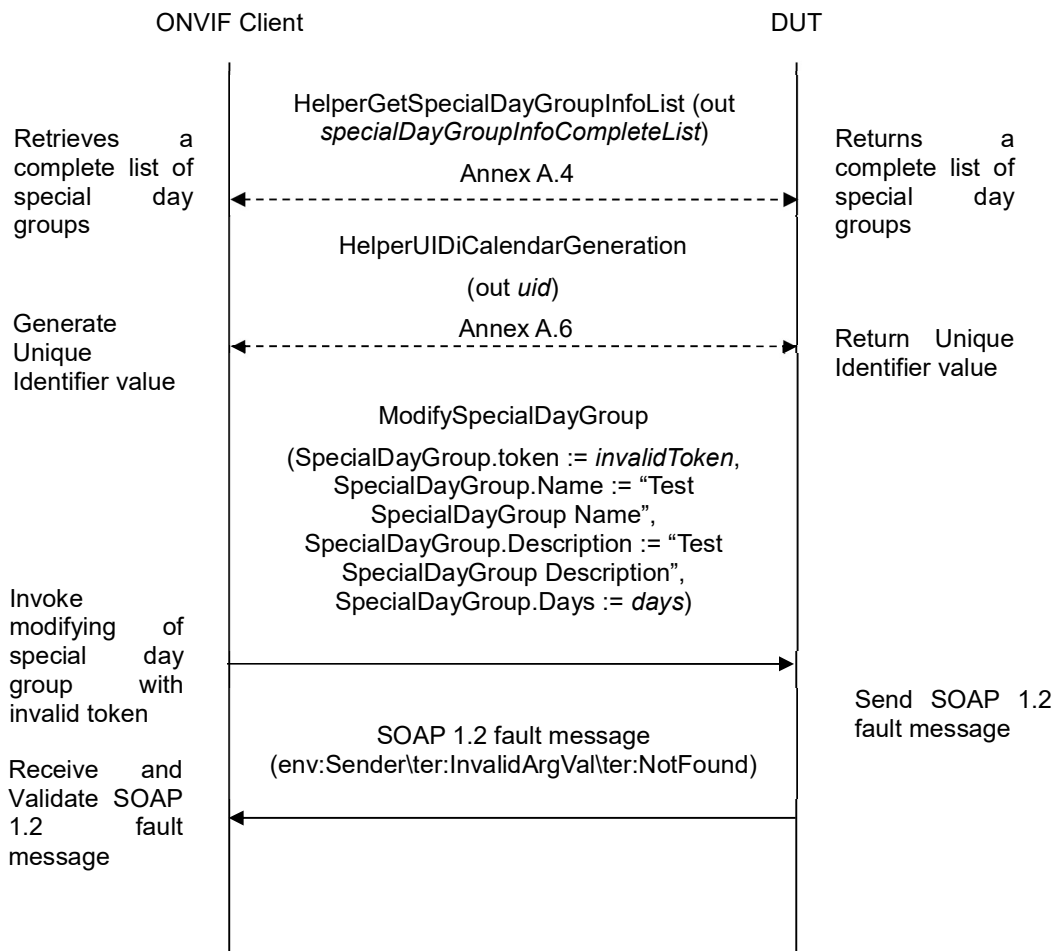 ONVIF Client
DUT
HelperGetSpecialDayGroupInfoList (out
specialDayGroupInfoCompleteList)
Annex A.4
Retrieves a
complete list of
special day
groups
Returns a
complete list of
special day
groups
HelperUIDiCalendarGeneration
(out uid)
Annex A.6
Generate
Unique
Identifier value
Return Unique
Identifier value
ModifySpecialDayGroup
(SpecialDayGroup.token := invalidToken,
SpecialDayGroup.Name := “Test
SpecialDayGroup Name”,
SpecialDayGroup.Description := “Test
SpecialDayGroup Description”,
SpecialDayGroup.Days := days)
Invoke
modifying of
special day
group with
invalid token
Send SOAP 1.2
fault message
SOAP 1.2 fault message
(env:Sender\ter:InvalidArgVal\ter:NotFound)
Receive and
Validate SOAP
1.2 fault
message